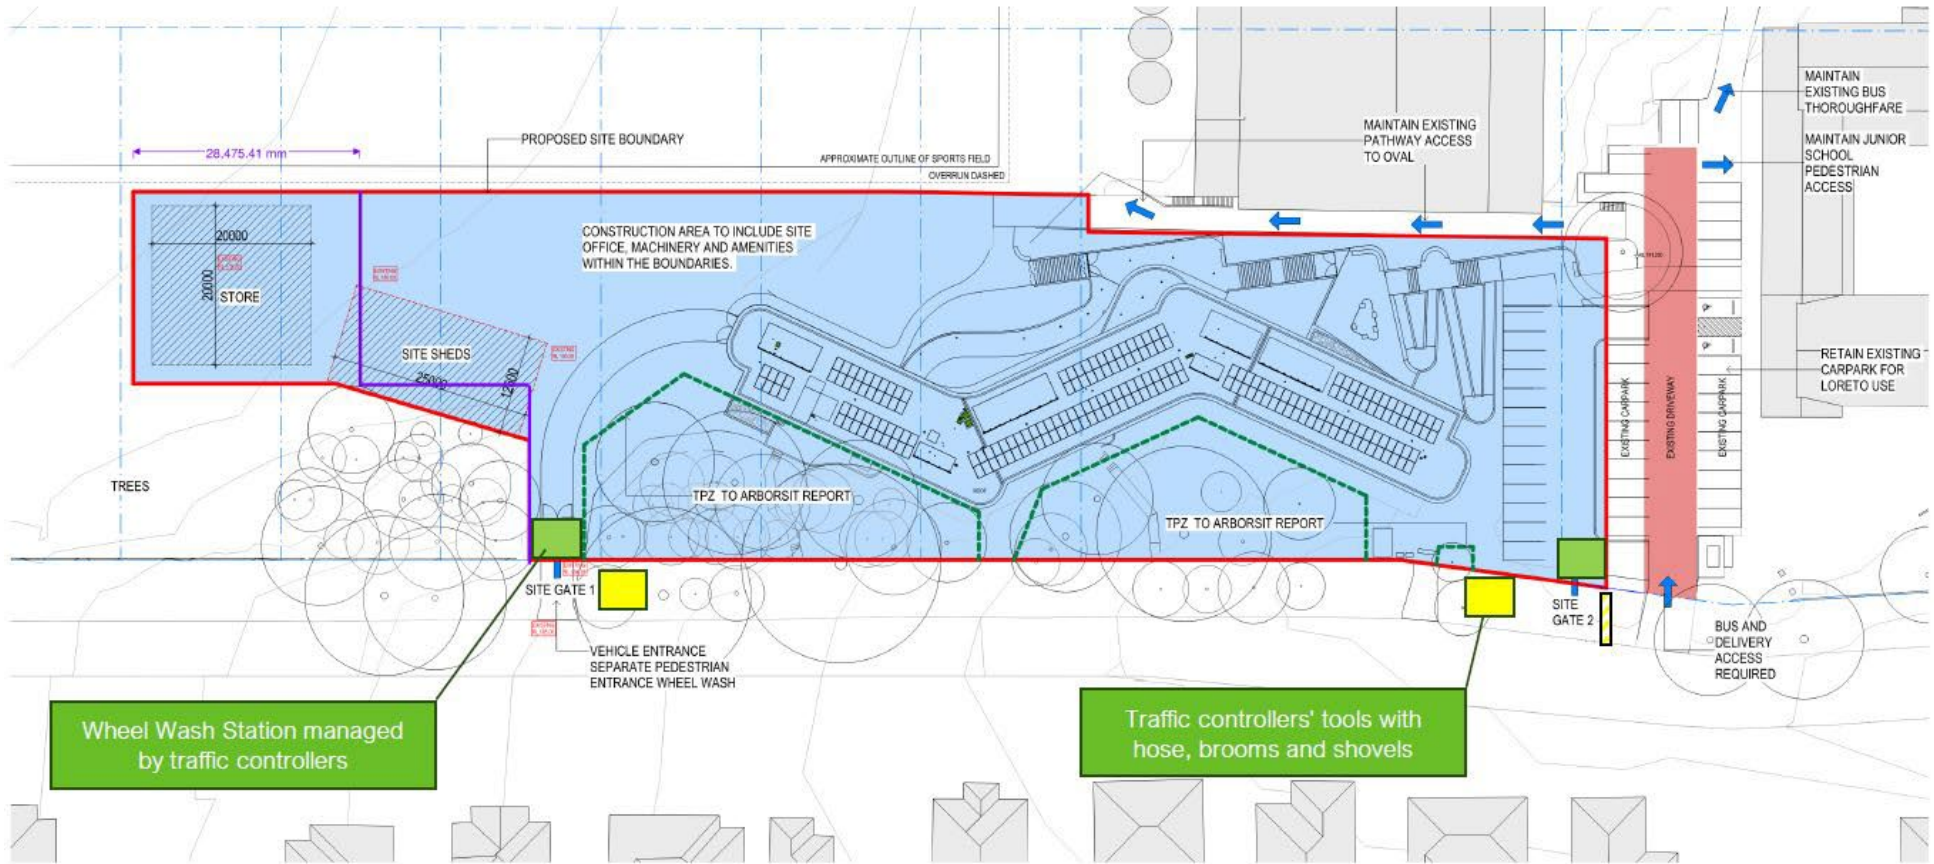 MAINTAIN
EXISTING BUS
THOROUGHFARE
MAINTAIN EXISTING
PATHWAY ACCESS
TO OVAL
MAINTAIN JUNIOR
SCHOOL
PEDESTRIAN
ACCESS
PROPOSED SITE BOUNDARY
28.475.41 mm
APPROXIMATE OUTLINE OF SPORTS FIELD
OVERRUN DASHED
CONSTRUCTION AREA TO INCLUDE SITE
OFFICE, MACHINERY AND AMENITIES
WITHIN THE BOUNDARIES.
20000
20000
STORE
SITE SHEDS
25000
12500
RETAIN EXISTING
CARPARK FOR
LORETO USE
EXISTING CARPARK
EXISTING DRIVEWAY
EXISTING CARPARK
TREES
TPZ TO ARBORSIT REPORT
TPZ TO ARBORSIT REPORT
SITE GATE 1
SITE
GATE 2
VEHICLE ENTRANCE
SEPARATE PEDESTRIAN
ENTRANCE WHEEL WASH
BUS AND
DELIVERY
ACCESS
REQUIRED
Wheel Wash Station managed
by traffic controllers
Traffic controllers' tools with
hose, brooms and shovels